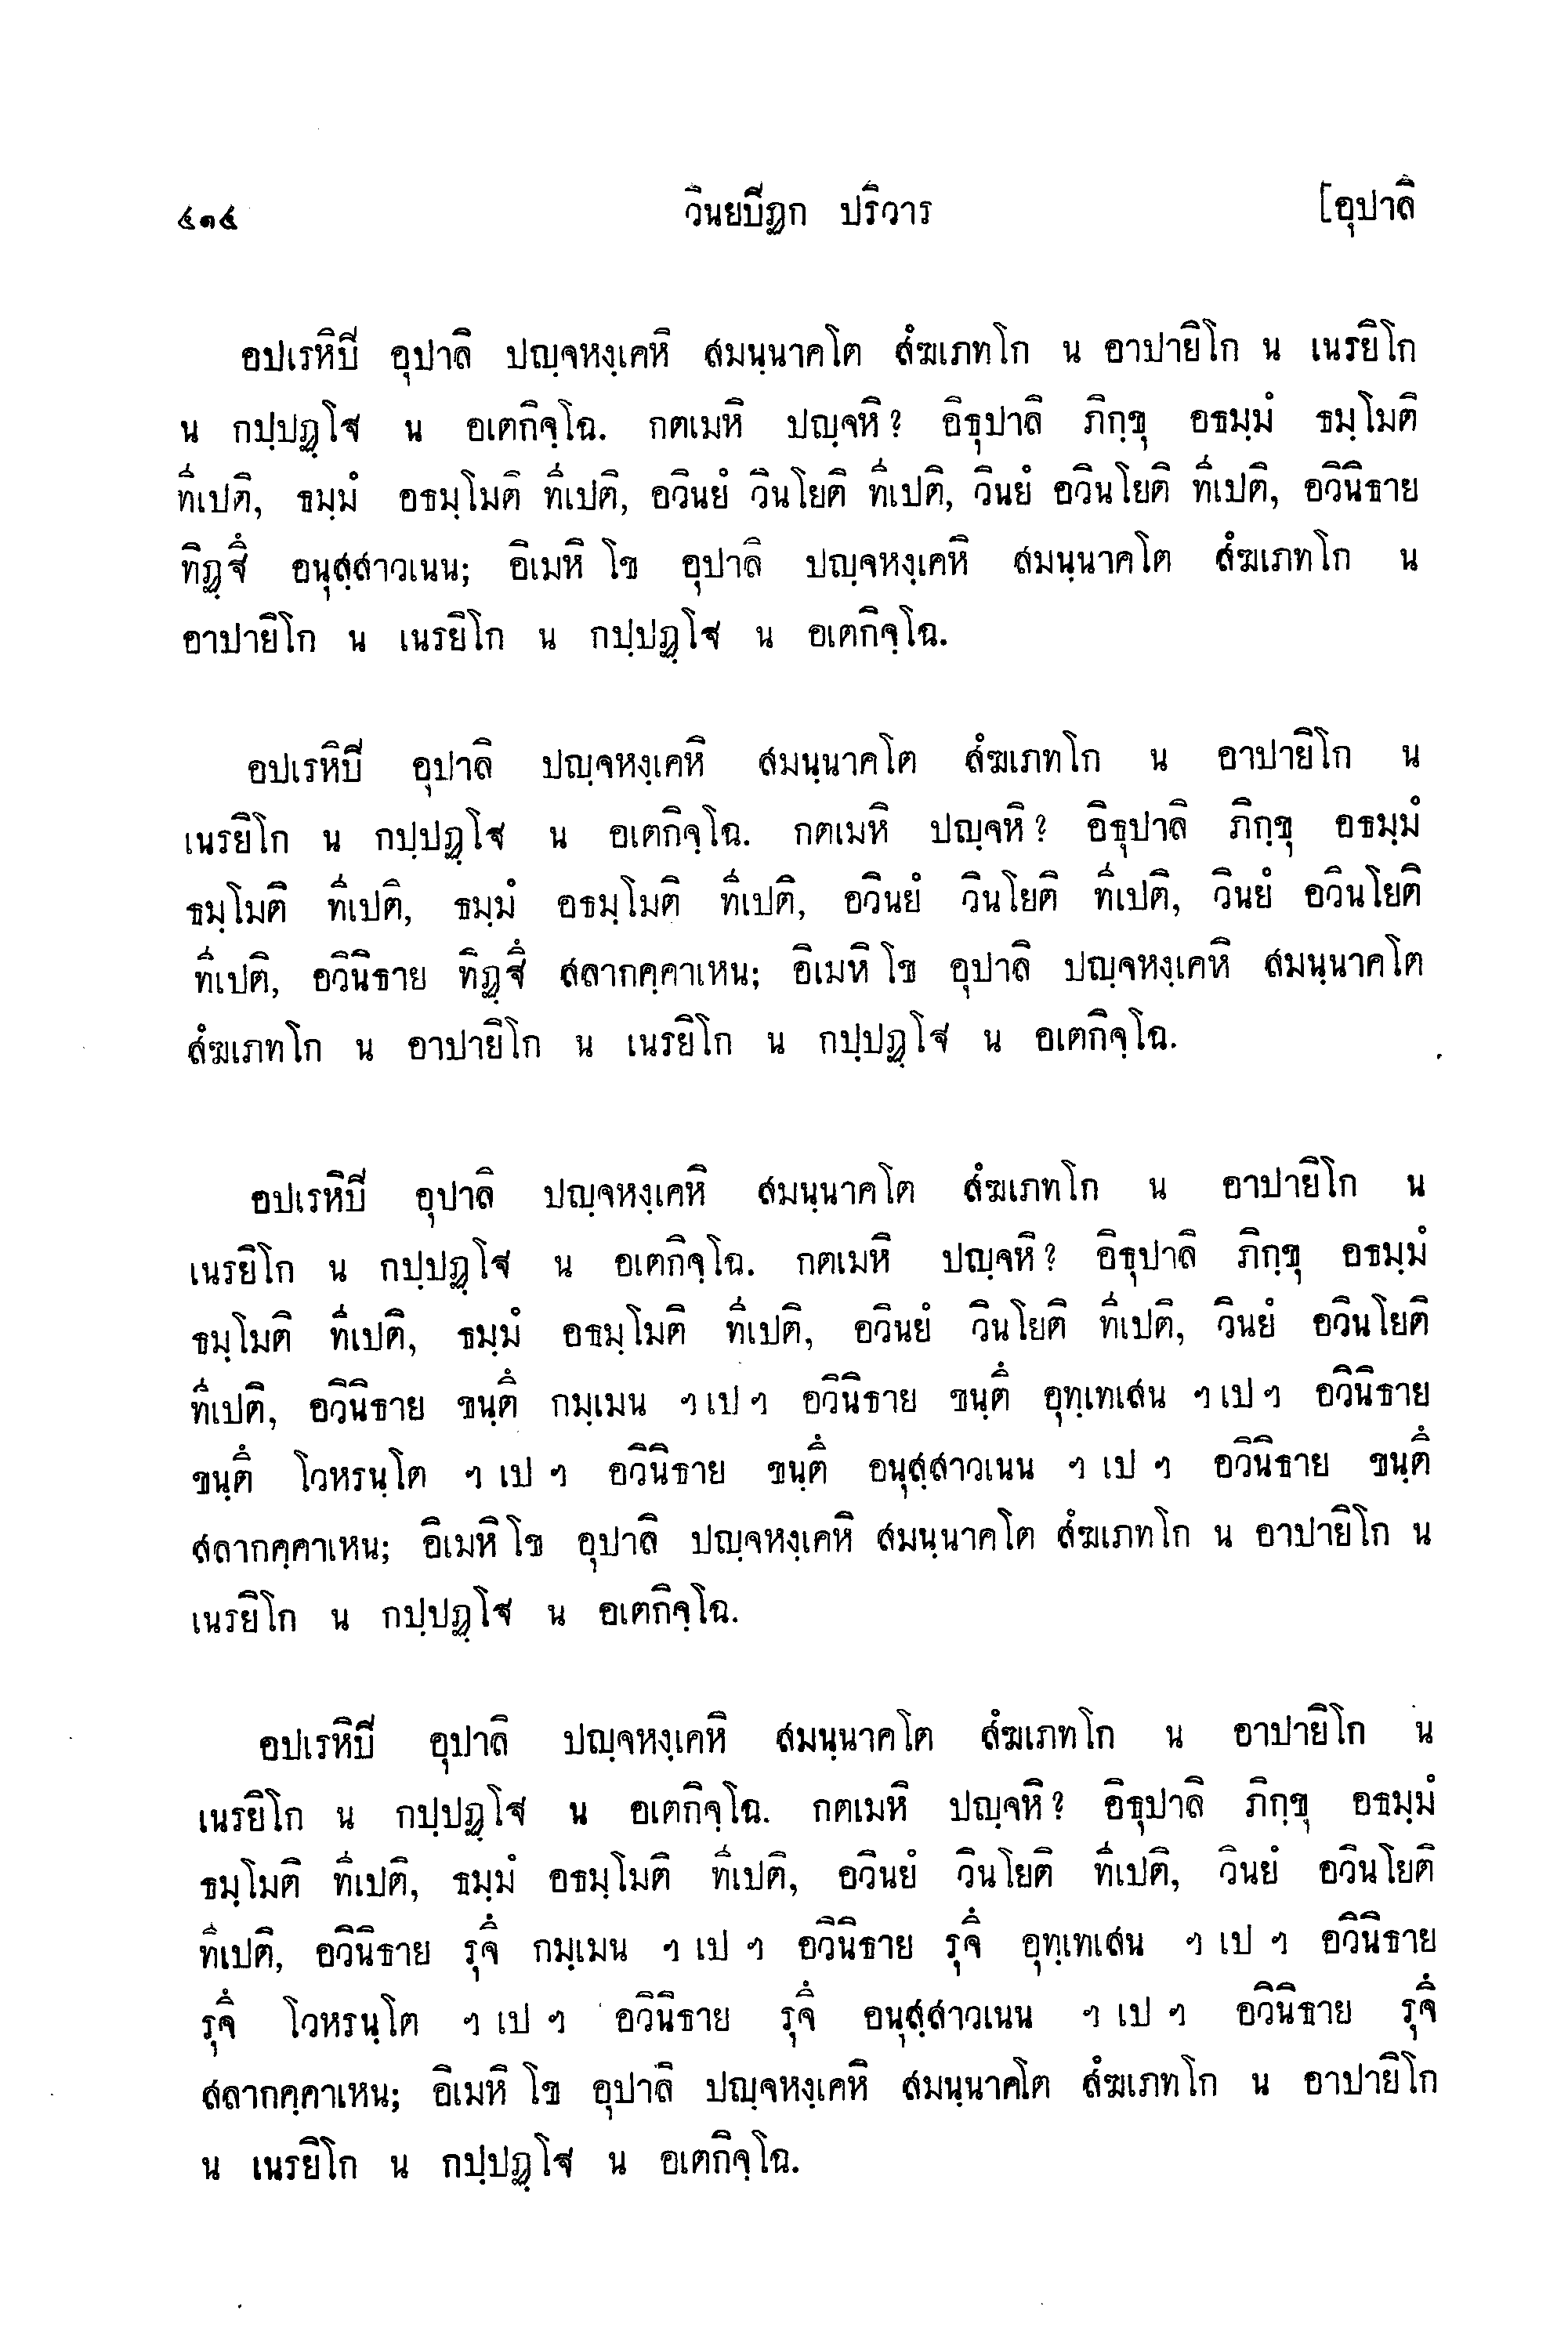 ๕๑๔ วินยบีฏก ปริวาร [อุปาลิ
อปเรหิบี อุปาลิ ปญฺจหงฺเคหิ สมนฺนาคโต สํฆเภทโก น อาปายิโก น เนรยิโก
น กปฺปฏฺโฐ น อเตกิจฺโฉ. กตเมหิ ปญฺจหิ? อิธุปาลิ ภิกฺขุ อธมฺมํ ธมฺโมติ
ทีเปติ, ธมฺมํ อธมฺโมติ ทีเปติ, อวินยํ วินโยติ ทีเปติ, วินยํ อวินโยติ ทีเปติ, อวินิธาย
ทิฏฺฐึ อนุสฺสาวเนน; อิเมหิ โข อุปาลิ ปญฺจหงฺเคหิ สมนฺนาคโต สํฆเภทโก น
อาปายิโก น เนรยิโก น กปฺปฏฺโฐ น อเตกิจฺโฉ.
อปเรหิบี อุปาลิ ปญฺจหงฺเคหิ สมนฺนาคโต สํฆเภทโก น อาปายิโก น
เนรยิโก น กปฺปฏฺโฐ น อเตกิจฺโฉ. กตเมหิ ปญฺจหิ? อิธุปาลิ ภิกฺขุ อธมฺมํ
ธมฺโมติ ทีเปติ, ธมฺมํ อธมฺโมติ ทีเปติ, อวินยํ วินโยติ ทีเปติ, วินยํ อวินโยติ
ทีเปติ, อวินิธาย ทิฏฺฐึ สลากคฺคาเหน; อิเมหิ โข อุปาลิ ปญฺจหงฺเคหิ สมนฺนาคโต
สํฆเภทโก น อาปายิโก น เนรยิโก น กปฺปฏฺโฐ น อเตกิจฺโฉ.
อปเรหิบี อุปาลิ ปญฺจหงฺเคหิ สมนฺนาคโต สํฆเภทโก น อาปายิโก น
เนรยิโก น กปฺปฏฺโฐ น อเตกิจฺโฉ. กตเมหิ ปญฺจหิ? อิธุปาลิ ภิกฺขุ อธมฺมํ
ธมฺโมติ ทีเปติ, ธมฺมํ อธมฺโมติ ทีเปติ, อวินยํ วินโยติ ทีเปติ, วินยํ อวินโยติ
ทีเปติ, อวินิธาย ขนฺตึ กมฺเมน ฯ เป ฯ อวินิธาย ขนฺตึ อุทฺเทเสน ฯ เป ฯ อวินิธาย
ขนฺตึ โวหรนฺโต ฯ เป ฯ อวินิธาย ขนฺตึ อนุสฺสาวเนน ฯ เป ฯ อวินิธาย ขนฺตึ
สลากคฺคาเหน; อิเมหิ โข อุปาลิ ปญฺจหงฺเคหิ สมนฺนาคโต สํฆเภทโก น อาปายิโก น
เนรยิโก น กปฺปฏฺโฐ น อเตกิจฺโฉ.
อปเรหิบี อุปาลิ ปญฺจหงฺเคหิ สมนฺนาคโต สํฆเภทโก น อาปายิโก น
เนรยิโก น กปฺปฏฺโฐ น อเตกิจฺโฉ. กตเมหิ ปญฺจหิ? อิธุปาลิ ภิกฺขุ อธมฺมํ
ธมฺโมติ ทีเปติ, ธมฺมํ อธมฺโมติ ทีเปติ, อวินยํ วินโยติ ทีเปติ, วินยํ อวินโยติ
ทีเปติ, อวินิธาย รุจึ กมฺเมน ฯ เป ฯ อวินิธาย รุจึ อุทฺเทเสน ฯ เป ฯ อวินิธาย
รุจึ โวหรนฺโต ฯ เป ฯ อวินิธาย รุจึ อนุสฺสาวเนน ฯ เป ฯ อวินิธาย รุจึ
สลากคฺคาเหน; อิเมหิ โข อุปาลิ ปญฺจหงฺเคหิ สมนฺนาคโต สํฆเภทโก น อาปายิโก
น เนรยิโก น กปฺปฏฺโฐ น อเตกิจฺโฉ.